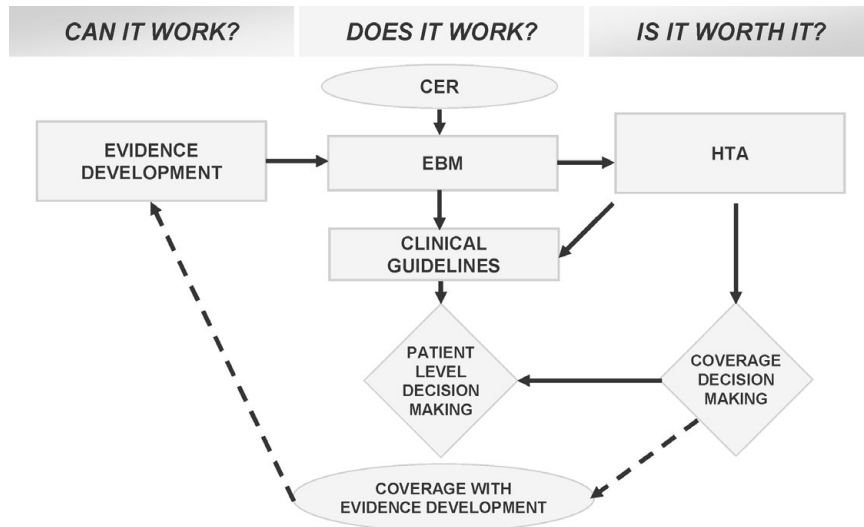 CAN IT WORK?
DOES IT WORK?
IS IT WORTH IT?
CER
EVIDENCE
DEVELOPMENT
EBM
HTA
CLINICAL
GUIDELINES
PATIENT
LEVEL
DECISION
MAKING
COVERAGE
DECISION
MAKING
COVERAGE WITH
EVIDENCE DEVELOPMENT